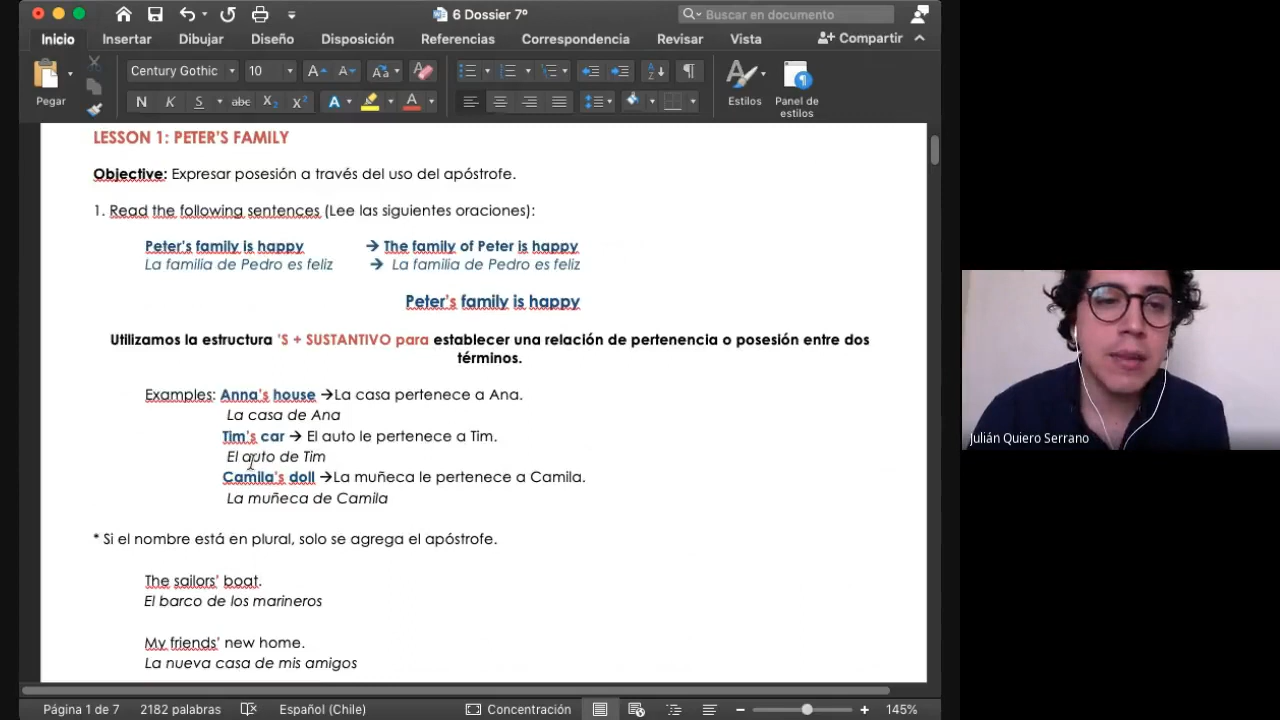 6 Dossier 7º
Buscar en documento
Inicio Insertar Dibujar Diseño Disposición Referencias Correspondencia Revisar Vista Compartir
Pegar Century Gothic 10 A A Aa A Estilos Panel de estilos
N K S abc X₂ X² A A
LESSON 1: PETER'S FAMILY
Objective: Expresar posesión a través del uso del apóstrofe.
1. Read the following sentences (Lee las siguientes oraciones):
Peter's family is happy → The family of Peter is happy
La familia de Pedro es feliz → La familia de Pedro es feliz
Peter's family is happy
Utilizamos la estructura 'S + SUSTANTIVO para establecer una relación de pertenencia o posesión entre dos
términos.
Examples: Anna's house →La casa pertenece a Ana.
La casa de Ana
Tim's car → El auto le pertenece a Tim.
El auto de Tim
Camila's doll →La muñeca le pertenece a Camila.
La muñeca de Camila
* Si el nombre está en plural, solo se agrega el apóstrofe.
The sailors' boat.
El barco de los marineros
My friends' new home.
La nueva casa de mis amigos
Página 1 de 7 2182 palabras Español (Chile) Concentración 145%
Julián Quiero Serrano